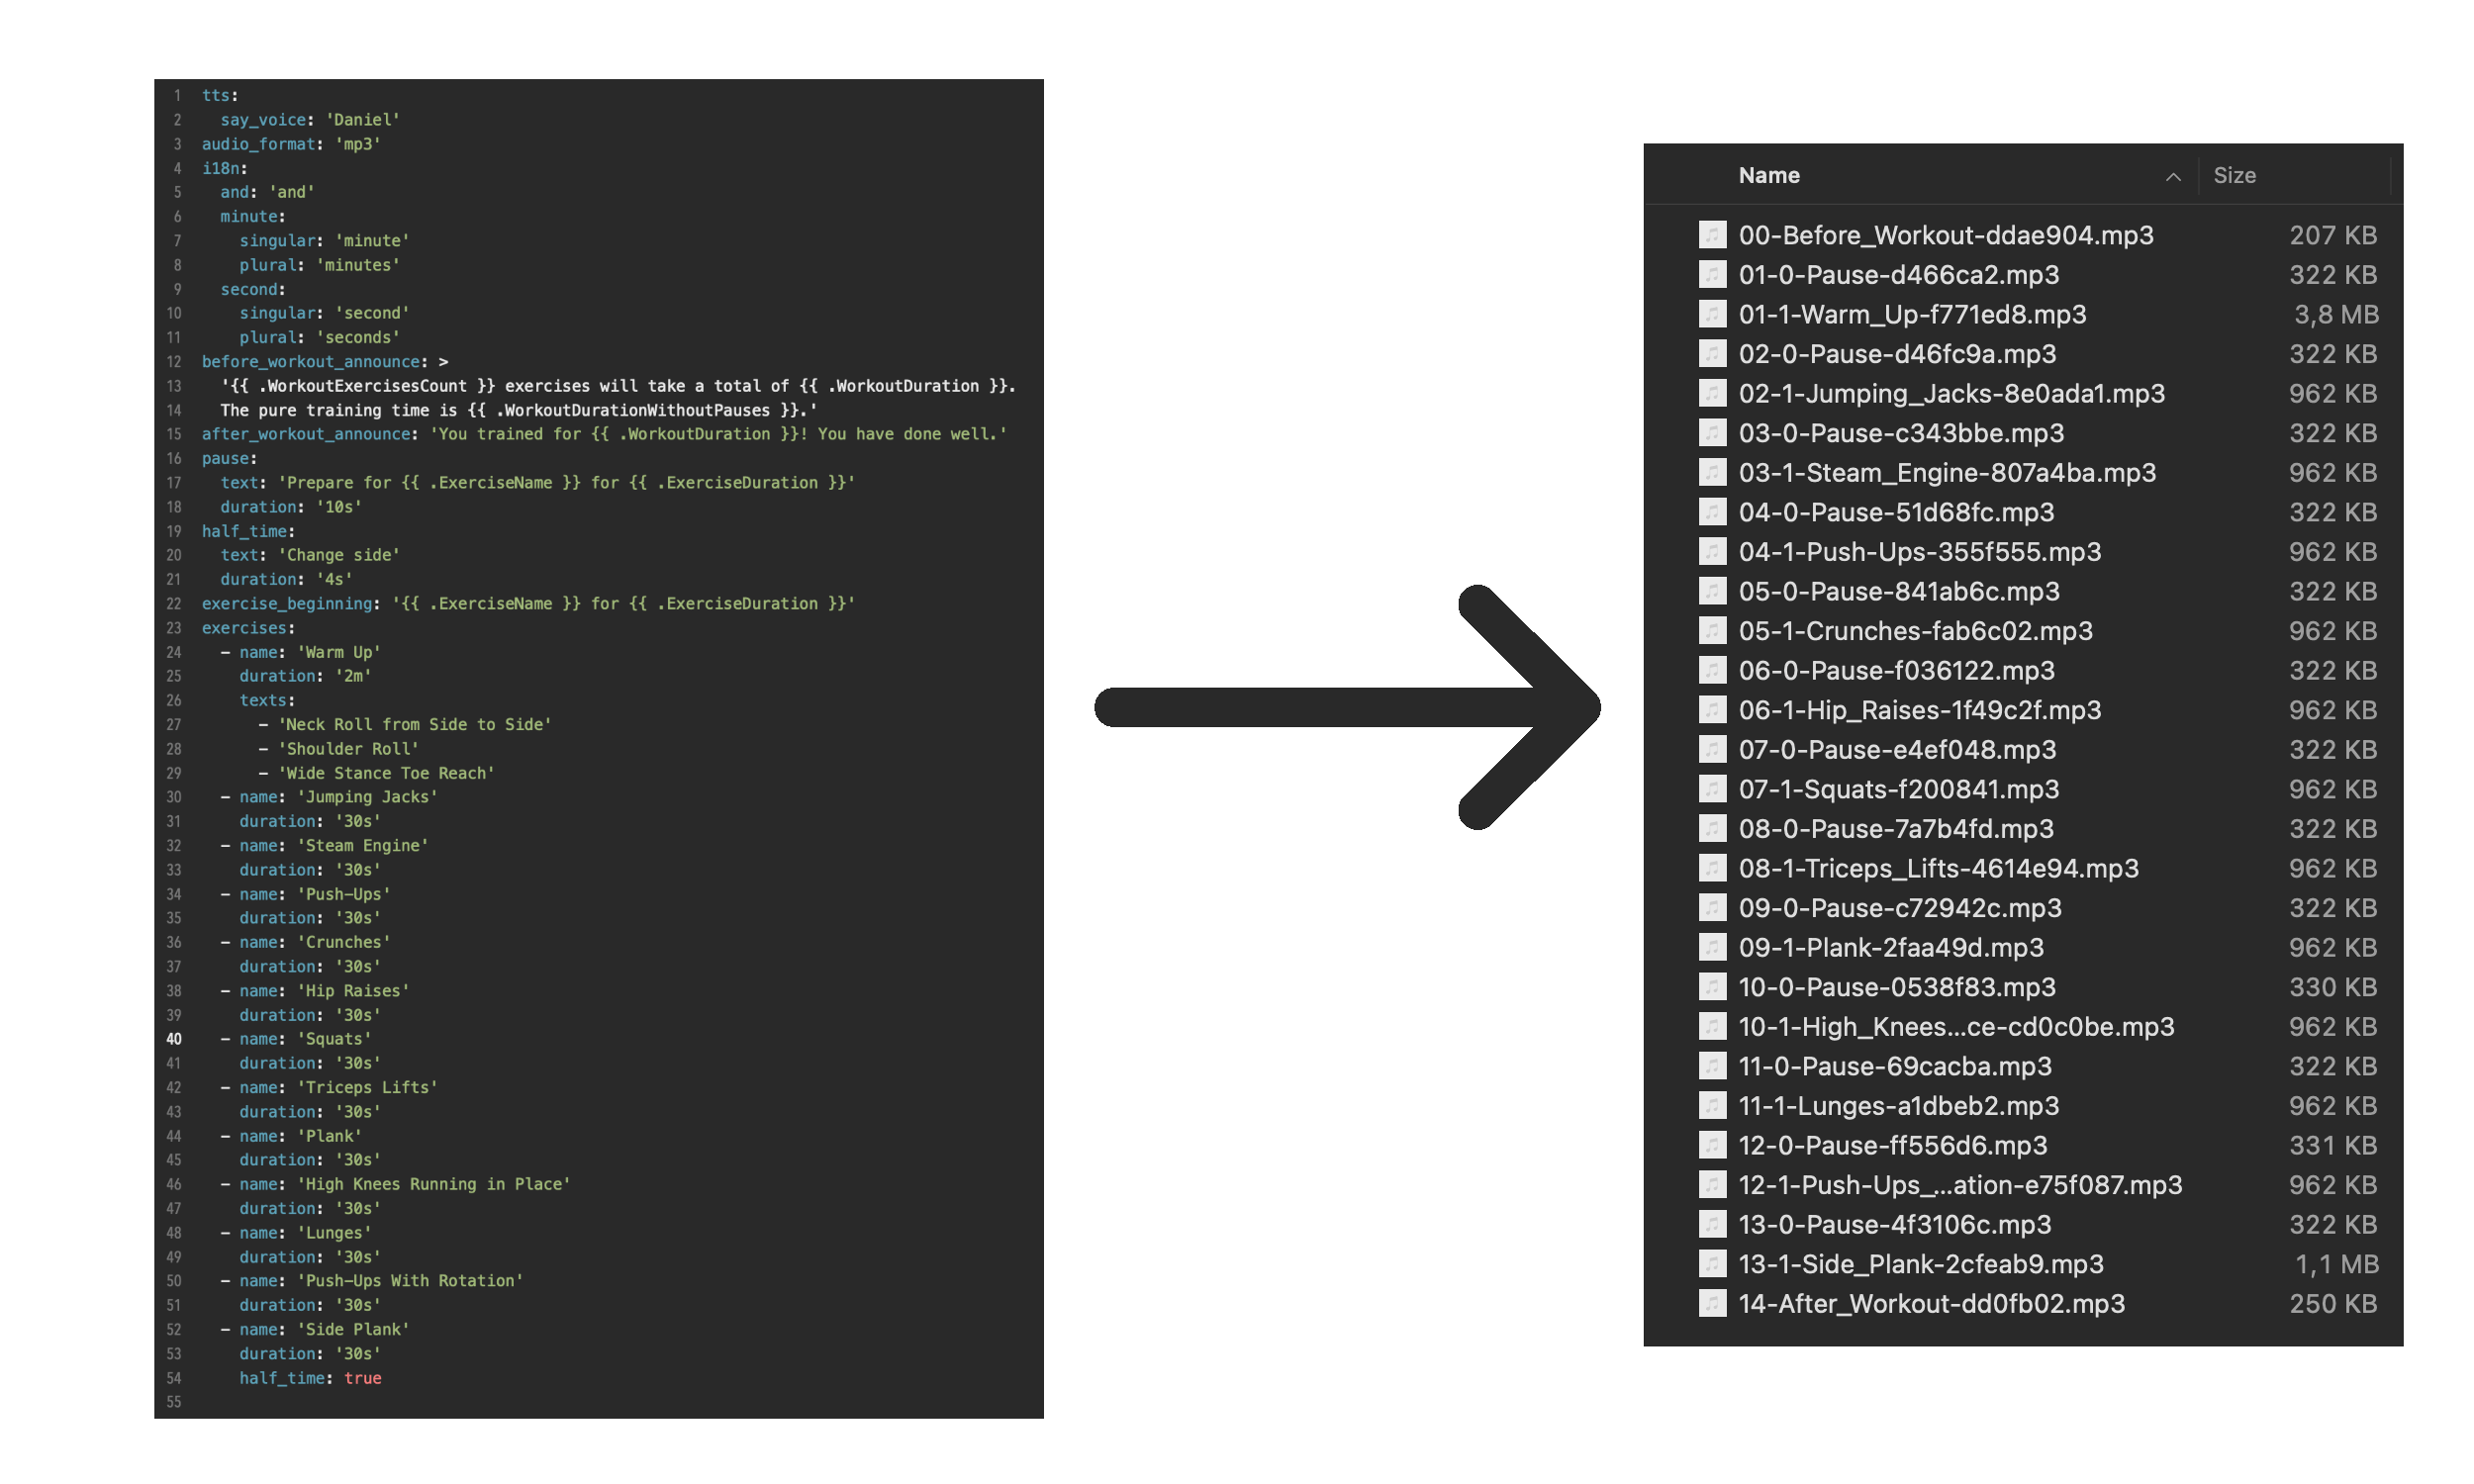 1 tts:
2   say_voice: 'Daniel'
3 audio_format: 'mp3'
4 i18n:
5   and: 'and'
6   minute:
7     singular: 'minute'
8     plural: 'minutes'
9   second:
10     singular: 'second'
11     plural: 'seconds'
12 before_workout_announce: >
13   '{{ .WorkoutExercisesCount }} exercises will take a total of {{ .WorkoutDuration }}.
14   The pure training time is {{ .WorkoutDurationWithoutPauses }}.'
15 after_workout_announce: 'You trained for {{ .WorkoutDuration }}! You have done well.'
16 pause:
17   text: 'Prepare for {{ .ExerciseName }} for {{ .ExerciseDuration }}'
18   duration: '10s'
19 half_time:
20   text: 'Change side'
21   duration: '4s'
22 exercise_beginning: '{{ .ExerciseName }} for {{ .ExerciseDuration }}'
23 exercises:
24   - name: 'Warm Up'
25     duration: '2m'
26     texts:
27       - 'Neck Roll from Side to Side'
28       - 'Shoulder Roll'
29       - 'Wide Stance Toe Reach'
30   - name: 'Jumping Jacks'
31     duration: '30s'
32   - name: 'Steam Engine'
33     duration: '30s'
34   - name: 'Push-Ups'
35     duration: '30s'
36   - name: 'Crunches'
37     duration: '30s'
38   - name: 'Hip Raises'
39     duration: '30s'
40   - name: 'Squats'
41     duration: '30s'
42   - name: 'Triceps Lifts'
43     duration: '30s'
44   - name: 'Plank'
45     duration: '30s'
46   - name: 'High Knees Running in Place'
47     duration: '30s'
48   - name: 'Lunges'
49     duration: '30s'
50   - name: 'Push-Ups With Rotation'
51     duration: '30s'
52   - name: 'Side Plank'
53     duration: '30s'
54     half_time: true
55
Name Size
00-Before_Workout-ddae904.mp3 207 KB
01-0-Pause-d466ca2.mp3 322 KB
01-1-Warm_Up-f771ed8.mp3 3,8 MB
02-0-Pause-d46fc9a.mp3 322 KB
02-1-Jumping_Jacks-8e0ada1.mp3 962 KB
03-0-Pause-c343bbe.mp3 322 KB
03-1-Steam_Engine-807a4ba.mp3 962 KB
04-0-Pause-51d68fc.mp3 322 KB
04-1-Push-Ups-355f555.mp3 962 KB
05-0-Pause-841ab6c.mp3 322 KB
05-1-Crunches-fab6c02.mp3 962 KB
06-0-Pause-f036122.mp3 322 KB
06-1-Hip_Raises-1f49c2f.mp3 962 KB
07-0-Pause-e4ef048.mp3 322 KB
07-1-Squats-f200841.mp3 962 KB
08-0-Pause-7a7b4fd.mp3 322 KB
08-1-Triceps_Lifts-4614e94.mp3 962 KB
09-0-Pause-c72942c.mp3 322 KB
09-1-Plank-2faa49d.mp3 962 KB
10-0-Pause-0538f83.mp3 330 KB
10-1-High_Knees...ce-cd0c0be.mp3 962 KB
11-0-Pause-69cacba.mp3 322 KB
11-1-Lunges-a1dbeb2.mp3 962 KB
12-0-Pause-ff556d6.mp3 331 KB
12-1-Push-Ups_...ation-e75f087.mp3 962 KB
13-0-Pause-4f3106c.mp3 322 KB
13-1-Side_Plank-2cfeab9.mp3 1,1 MB
14-After_Workout-dd0fb02.mp3 250 KB